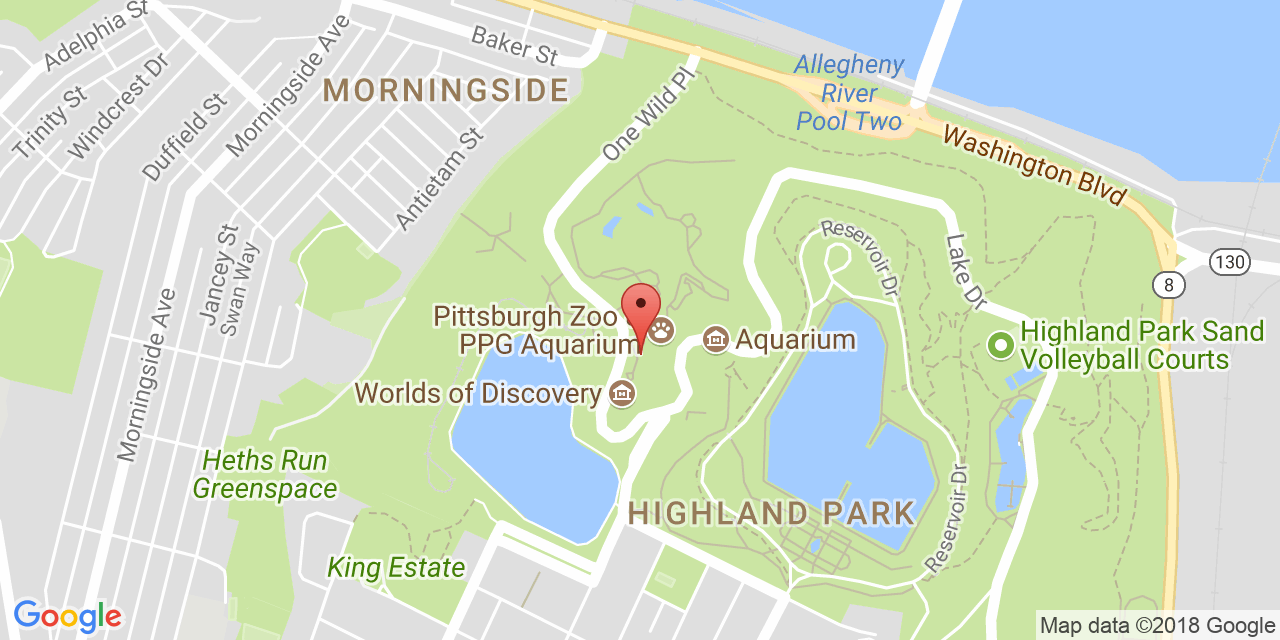 Adelphia St
Baker St
Trinity St
Windcrest Dr
Duffield St
Morningside Ave
MORNINGSIDE
Antietam St
One Wild Pl
Allegheny
River
Pool Two
Washington Blvd
Jancey St
Swan Way
Morningside Ave
Reservoir Dr
Lake Dr
130
8
Pittsburgh Zoo
PPG Aquarium
Aquarium
Highland Park Sand
Volleyball Courts
Worlds of Discovery
Heths Run
Greenspace
HIGHLAND PARK
Reservoir Dr
King Estate
Google
Map data ©2018 Google